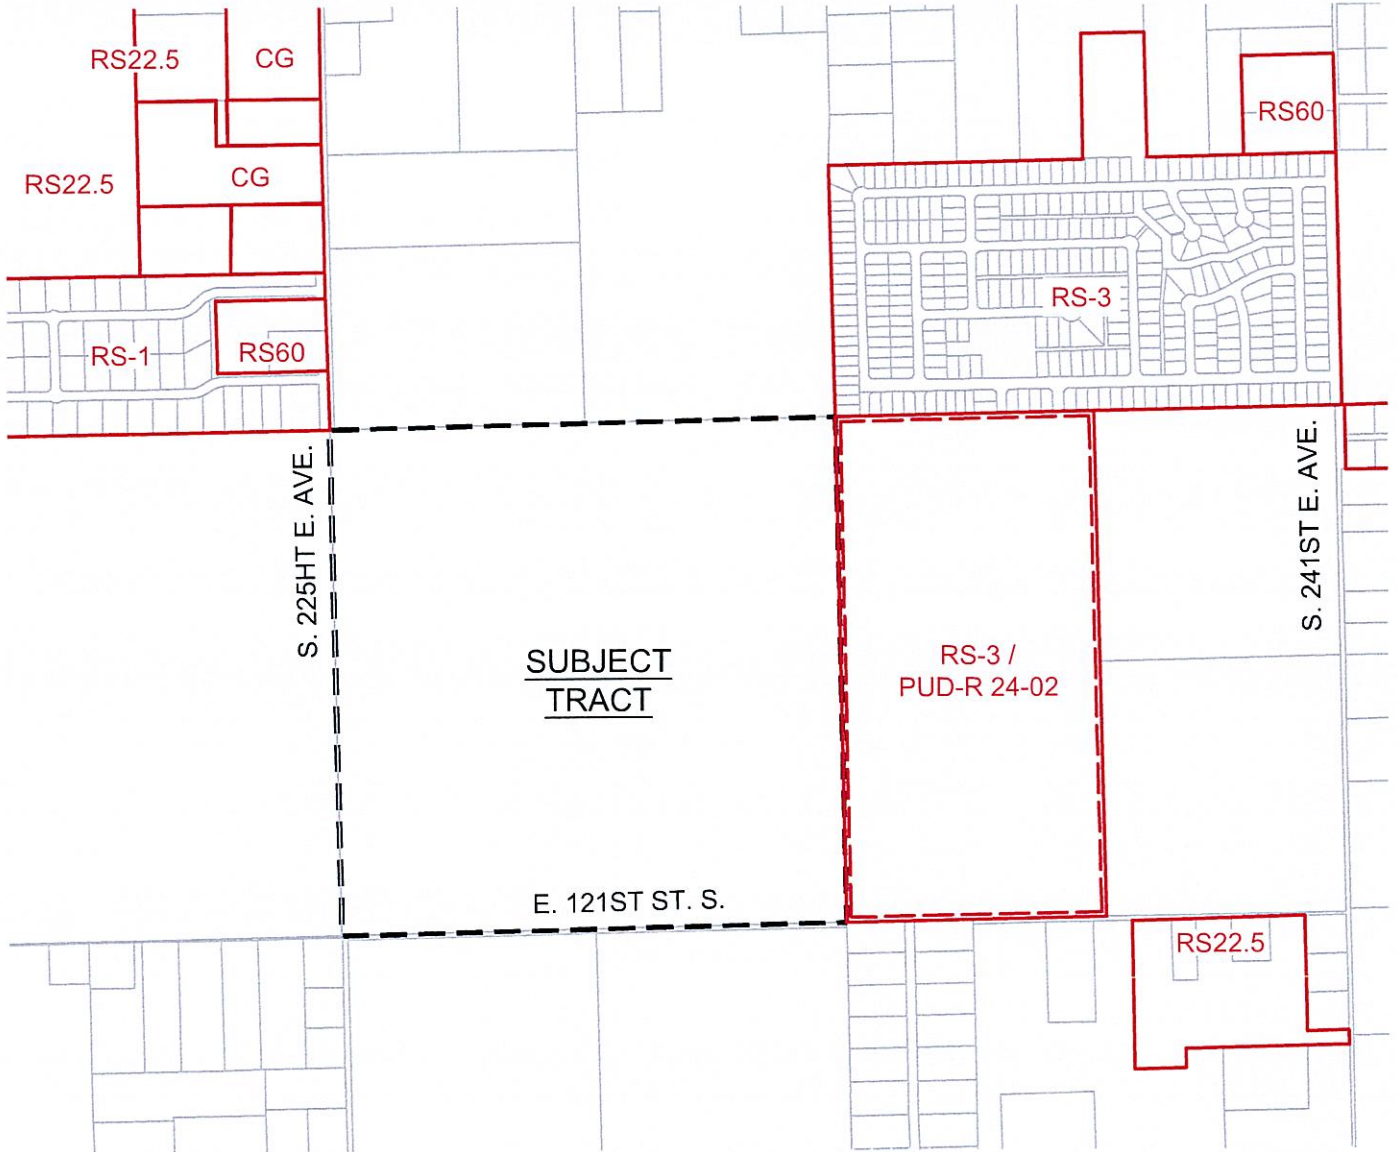 RS22.5
CG
RS60
RS22.5
CG
RS-3
RS-1
RS60
S. 225HT E. AVE.
S. 241ST E. AVE.
SUBJECT
TRACT
RS-3 /
PUD-R 24-02
E. 121ST ST. S.
RS22.5